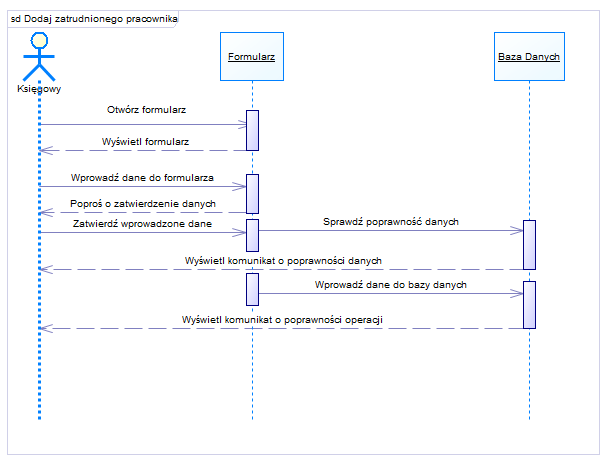 sd Dodaj zatrudnionego pracownika
Księgowy
Formularz
Baza Danych
Otwórz formularz
Wyświetl formularz
Wprowadź dane do formularza
Poproś o zatwierdzenie danych
Zatwierdź wprowadzone dane
Sprawdź poprawność danych
Wyświetl komunikat o poprawności danych
Wprowadź dane do bazy danych
Wyświetl komunikat o poprawności operacji